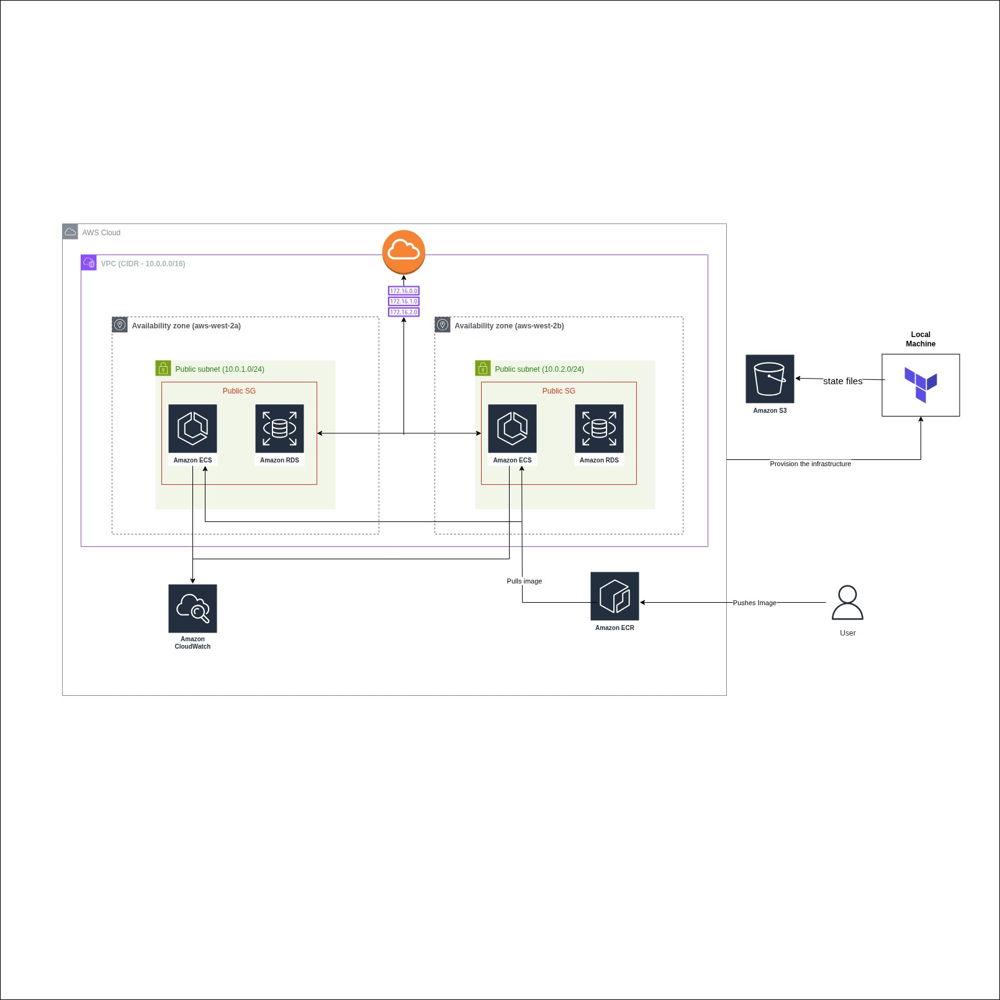 AWS Cloud
VPC (CIDR - 10.0.0.0/16)
172.16.0.0
172.16.1.0
172.16.2.0
Availability zone (aws-west-2a)
Public subnet (10.0.1.0/24)
Public SG
Amazon ECS
Amazon RDS
Availability zone (aws-west-2b)
Public subnet (10.0.2.0/24)
Public SG
Amazon ECS
Amazon RDS
Local
Machine
state files
Amazon S3
Provision the infrastructure
Pulls image
Amazon ECR
Pushes Image
User
Amazon
CloudWatch